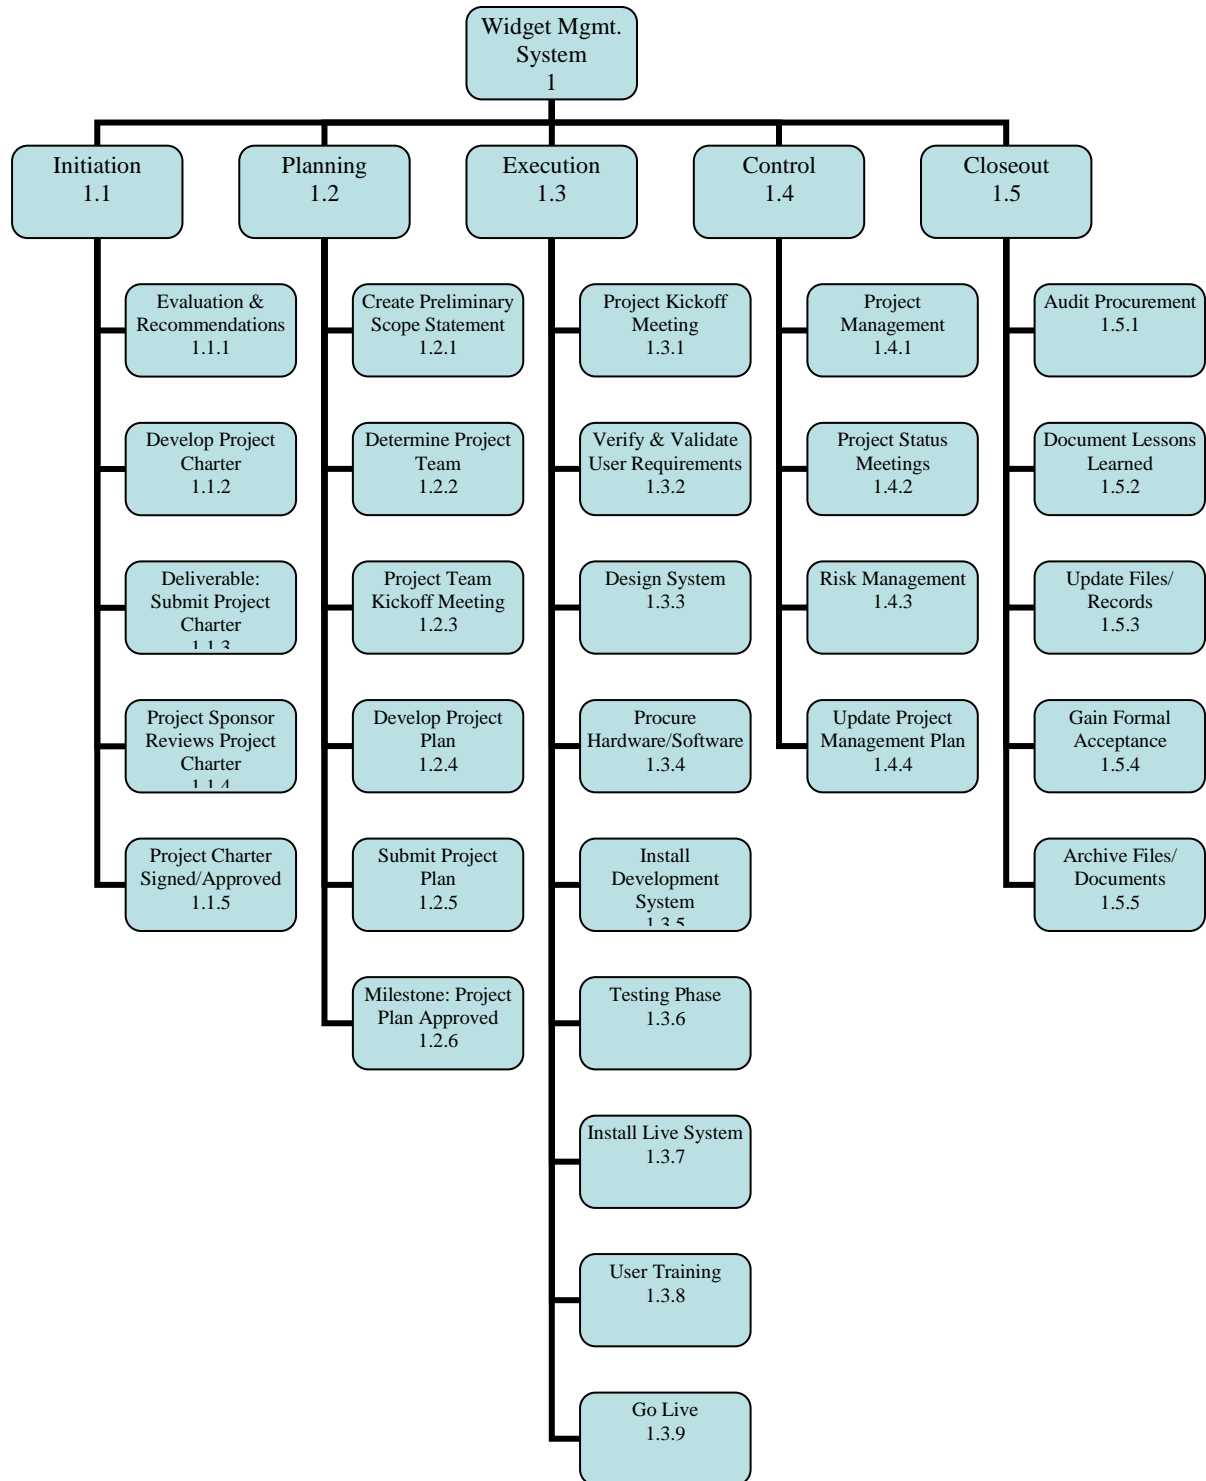 Widget Mgmt.
System
1
Initiation
1.1
Planning
1.2
Execution
1.3
Control
1.4
Closeout
1.5
Evaluation &
Recommendations
1.1.1
Develop Project
Charter
1.1.2
Deliverable:
Submit Project
Charter
1.1.3
Project Sponsor
Reviews Project
Charter
1.1.4
Project Charter
Signed/Approved
1.1.5
Create Preliminary
Scope Statement
1.2.1
Determine Project
Team
1.2.2
Project Team
Kickoff Meeting
1.2.3
Develop Project
Plan
1.2.4
Submit Project
Plan
1.2.5
Milestone: Project
Plan Approved
1.2.6
Project Kickoff
Meeting
1.3.1
Verify & Validate
User Requirements
1.3.2
Design System
1.3.3
Procure
Hardware/Software
1.3.4
Install
Development
System
1.3.5
Testing Phase
1.3.6
Install Live System
1.3.7
User Training
1.3.8
Go Live
1.3.9
Project
Management
1.4.1
Project Status
Meetings
1.4.2
Risk Management
1.4.3
Update Project
Management Plan
1.4.4
Audit Procurement
1.5.1
Document Lessons
Learned
1.5.2
Update Files/
Records
1.5.3
Gain Formal
Acceptance
1.5.4
Archive Files/
Documents
1.5.5